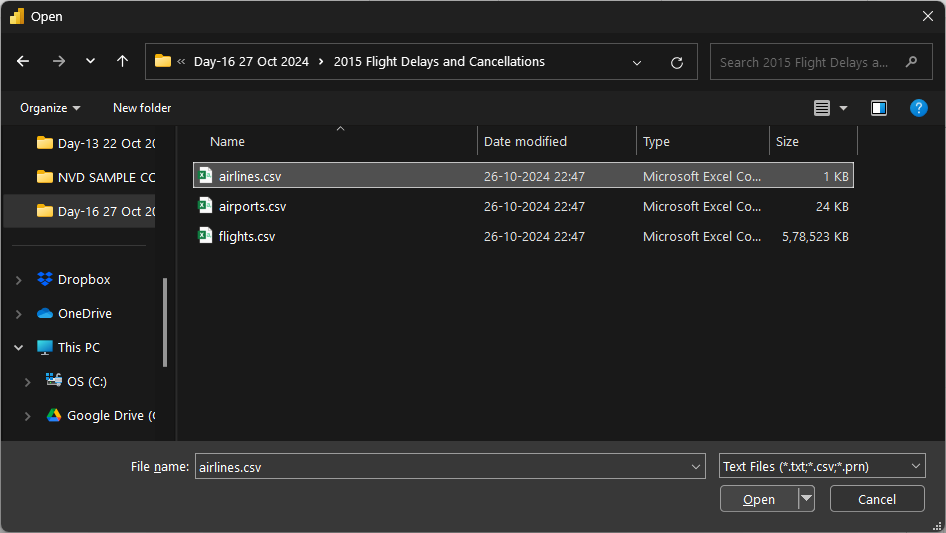 Open
Day-16 27 Oct 2024 › 2015 Flight Delays and Cancellations
Search 2015 Flight Delays a...
Organize
New folder
Name
Date modified
Type
Size
Day-13 22 Oct 20
NVD SAMPLE CO
Day-16 27 Oct 20
airlines.csv 26-10-2024 22:47 Microsoft Excel Co... 1 KB
airports.csv 26-10-2024 22:47 Microsoft Excel Co... 24 KB
flights.csv 26-10-2024 22:47 Microsoft Excel Co... 5,78,523 KB
Dropbox
OneDrive
This PC
OS (C:)
Google Drive (G
File name: airlines.csv
Text Files (*.txt;*.csv;*.prn)
Open
Cancel